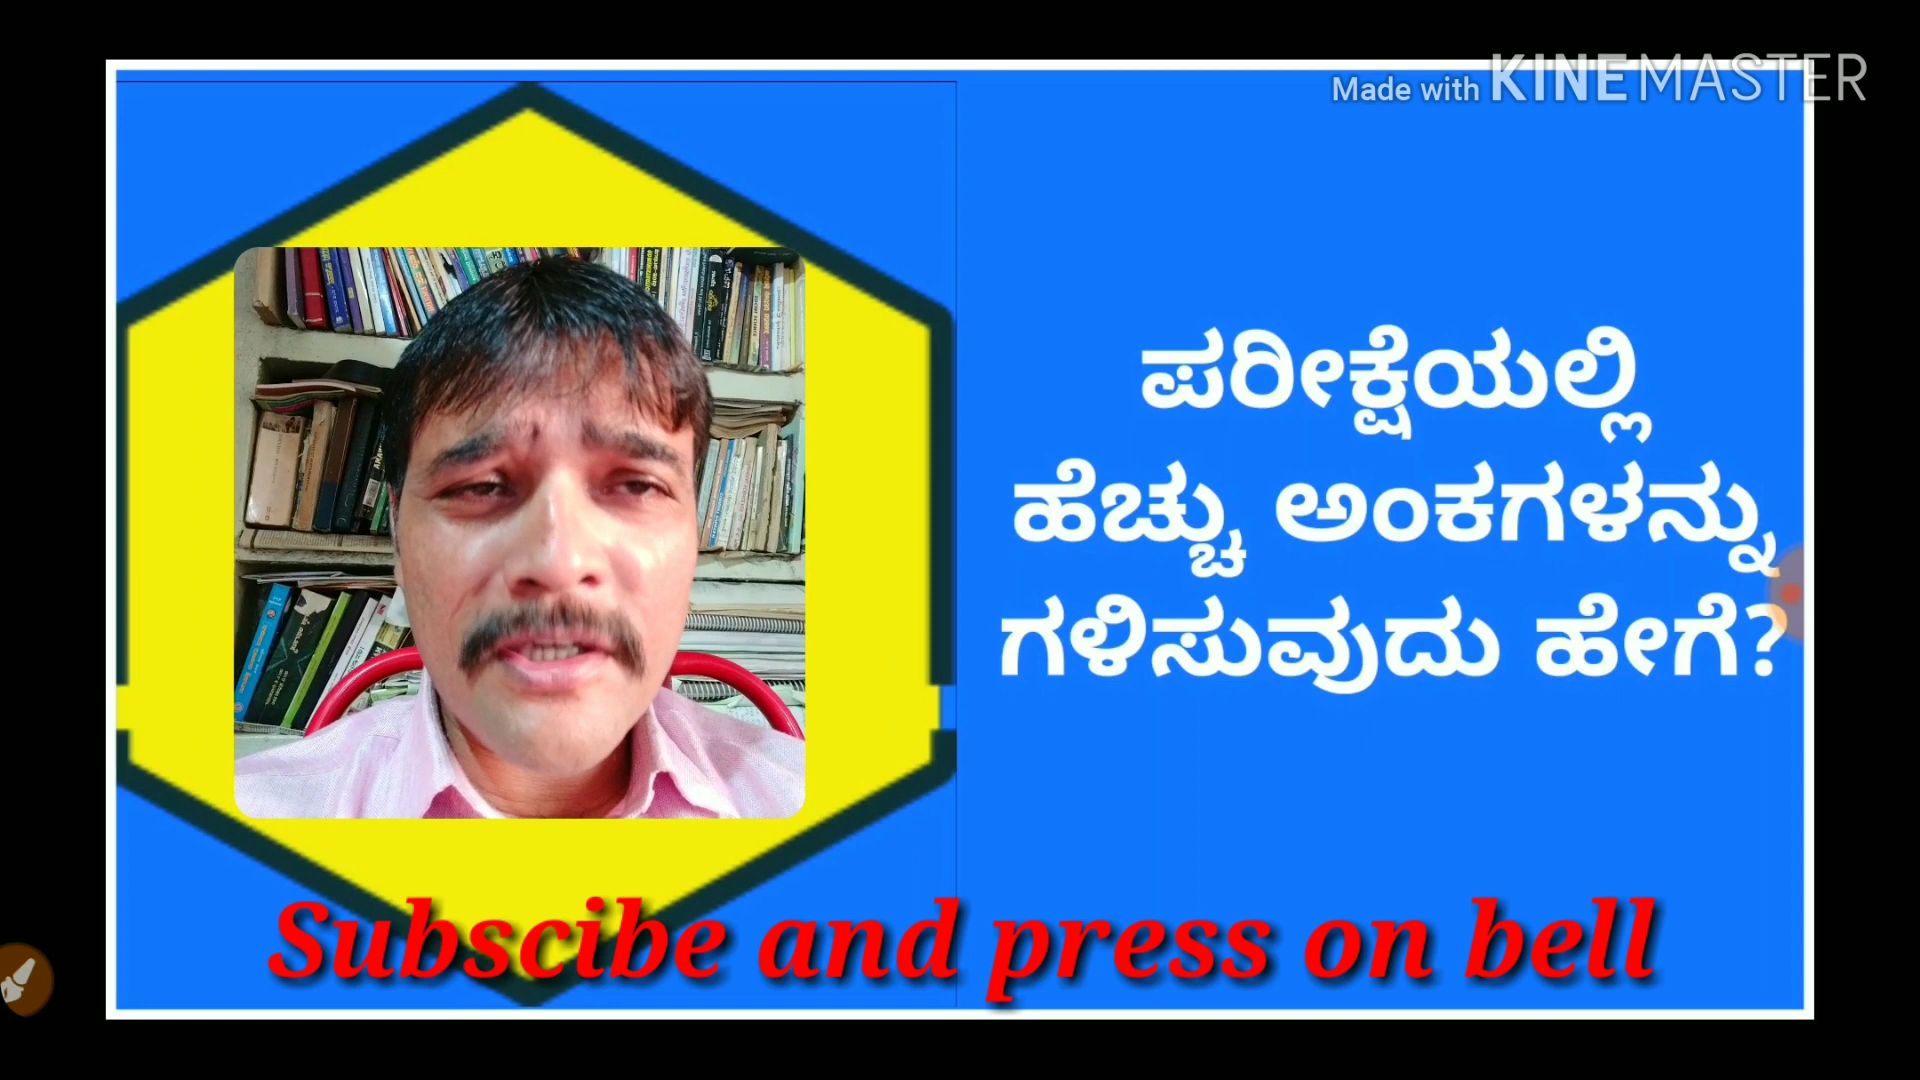 Made with KINEMASTER
ಪರೀಕ್ಷೆಯಲ್ಲಿ
ಹೆಚ್ಚು ಅಂಕಗಳನ್ನು
ಗಳಿಸುವುದು ಹೇಗೆ?
Subscibe and press on bell